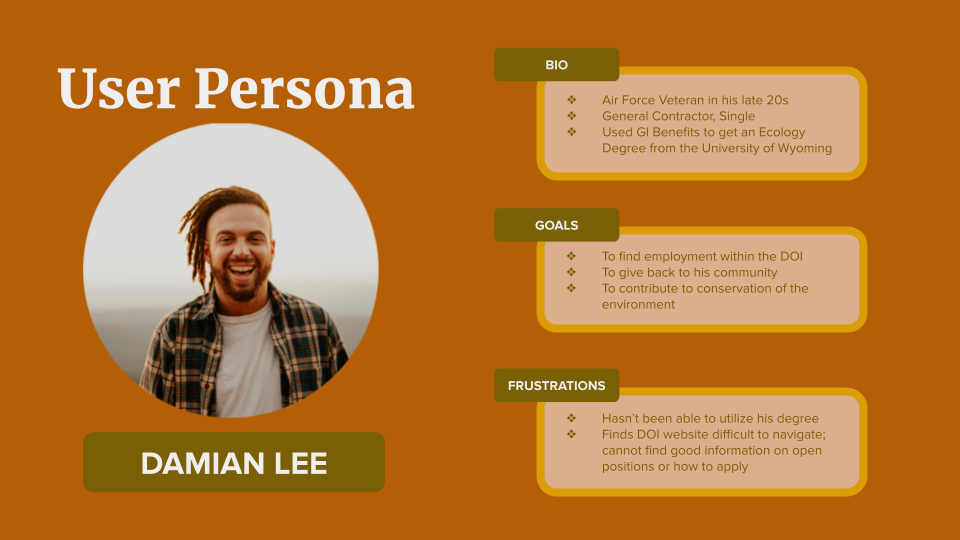 User Persona
DAMIAN LEE
BIO
❖ Air Force Veteran in his late 20s
❖ General Contractor, Single
❖ Used GI Benefits to get an Ecology
Degree from the University of Wyoming
GOALS
❖ To find employment within the DOI
❖ To give back to his community
❖ To contribute to conservation of the
environment
FRUSTRATIONS
❖ Hasn't been able to utilize his degree
❖ Finds DOI website difficult to navigate;
cannot find good information on open
positions or how to apply